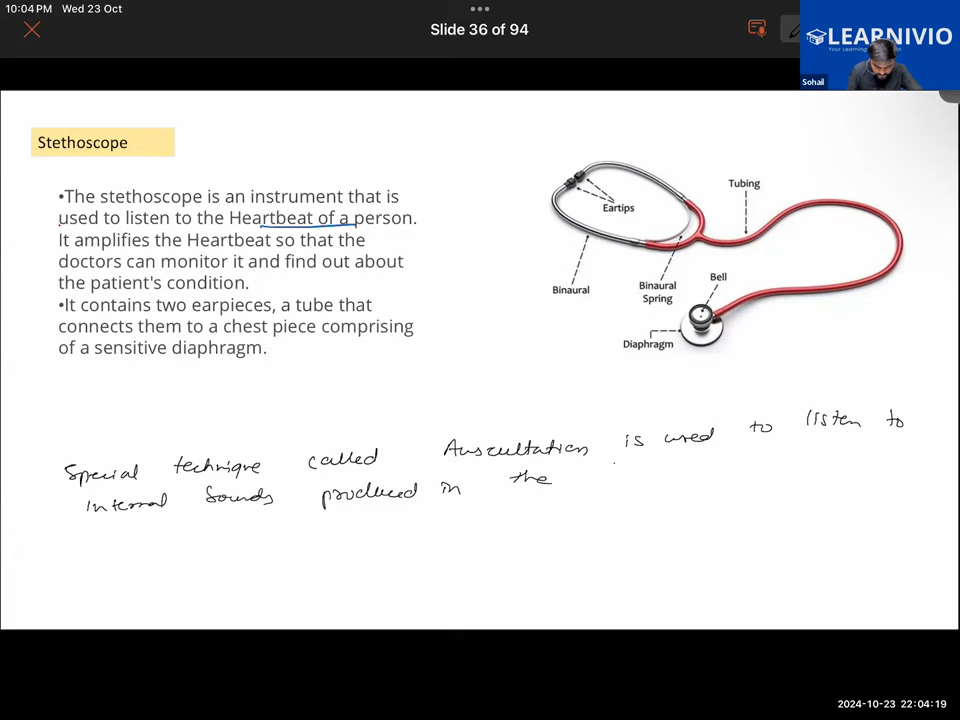 10:04 PM Wed 23 Oct
Slide 36 of 94
LEARNIVIO
Sohail
Stethoscope
•The stethoscope is an instrument that is
used to listen to the Heartbeat of a person.
It amplifies the Heartbeat so that the
doctors can monitor it and find out about
the patient's condition.
•It contains two earpieces, a tube that
connects them to a chest piece comprising
of a sensitive diaphragm.
Eartips
Tubing
Binaural
Binaural
Spring
Bell
Diaphragm
Special technique called Auscultation is used to listen to
internal sounds produced in the
2024-10-23 22:04:19